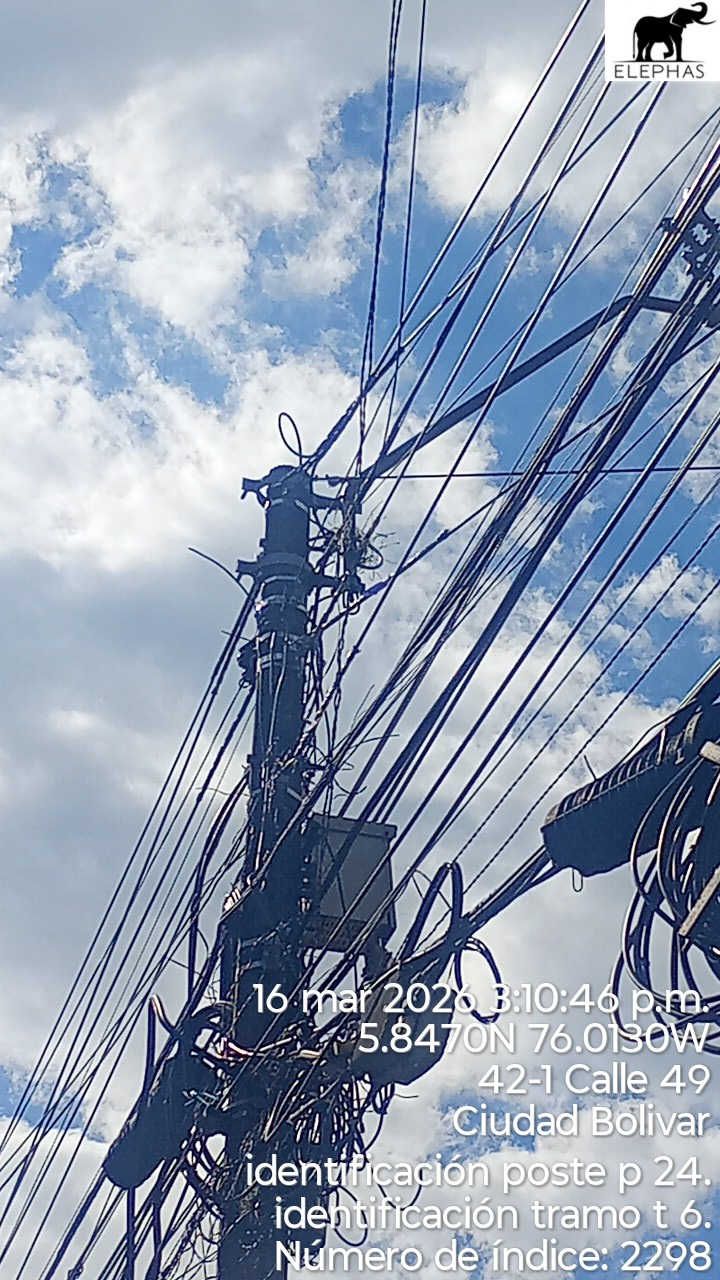 ELEPHAS
16 mar 2026 3:10:46 p.m.
5.8470N 76.0130W
42-1 Calle 49
Ciudad Bolivar
identificación poste p 24.
identificación tramo t 6.
Número de índice: 2298